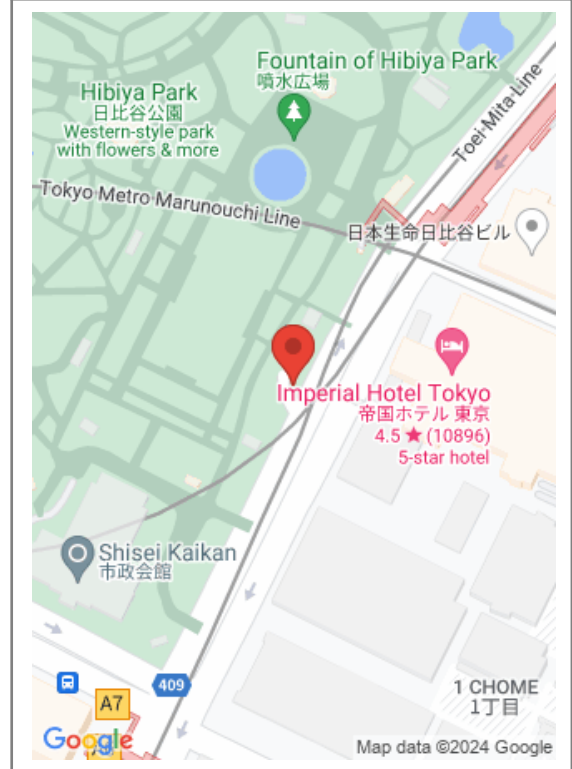 Fountain of Hibiya Park
噴水広場
Hibiya Park
日比谷公園
Western-style park
with flowers & more
Toei Mita Line
Tokyo Metro Marunouchi Line
日本生命日比谷ビル
Imperial Hotel Tokyo
帝国ホテル 東京
4.5 ★ (10896)
5-star hotel
Shisei Kaikan
市政会館
409
A7
1 CHOME
1丁目
Google
Map data ©2024 Google